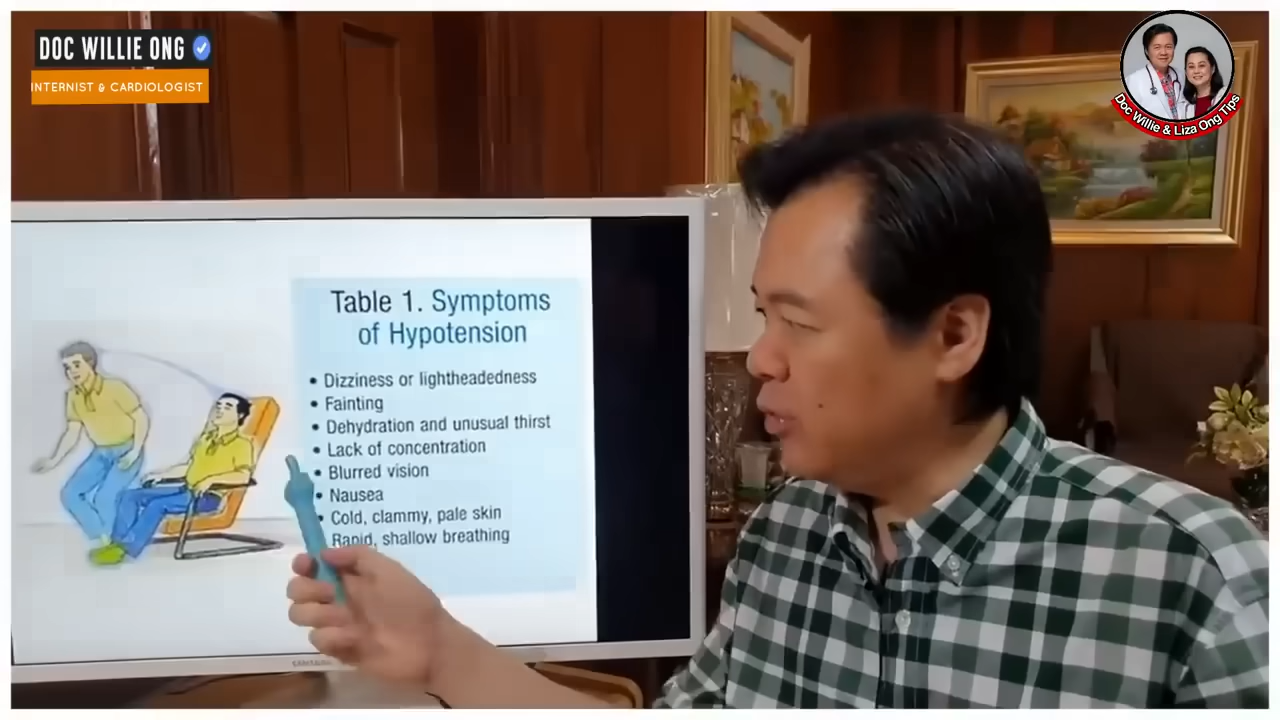 DOC WILLIE ONG
INTERNIST & CARDIOLOGIST
Doc Willie & Liza Ong Tips
Table 1. Symptoms
of Hypotension
• Dizziness or lightheadedness
• Fainting
• Dehydration and unusual thirst
• Lack of concentration
• Blurred vision
• Nausea
• Cold, clammy, pale skin
Rapid, shallow breathing
SAMSUNG